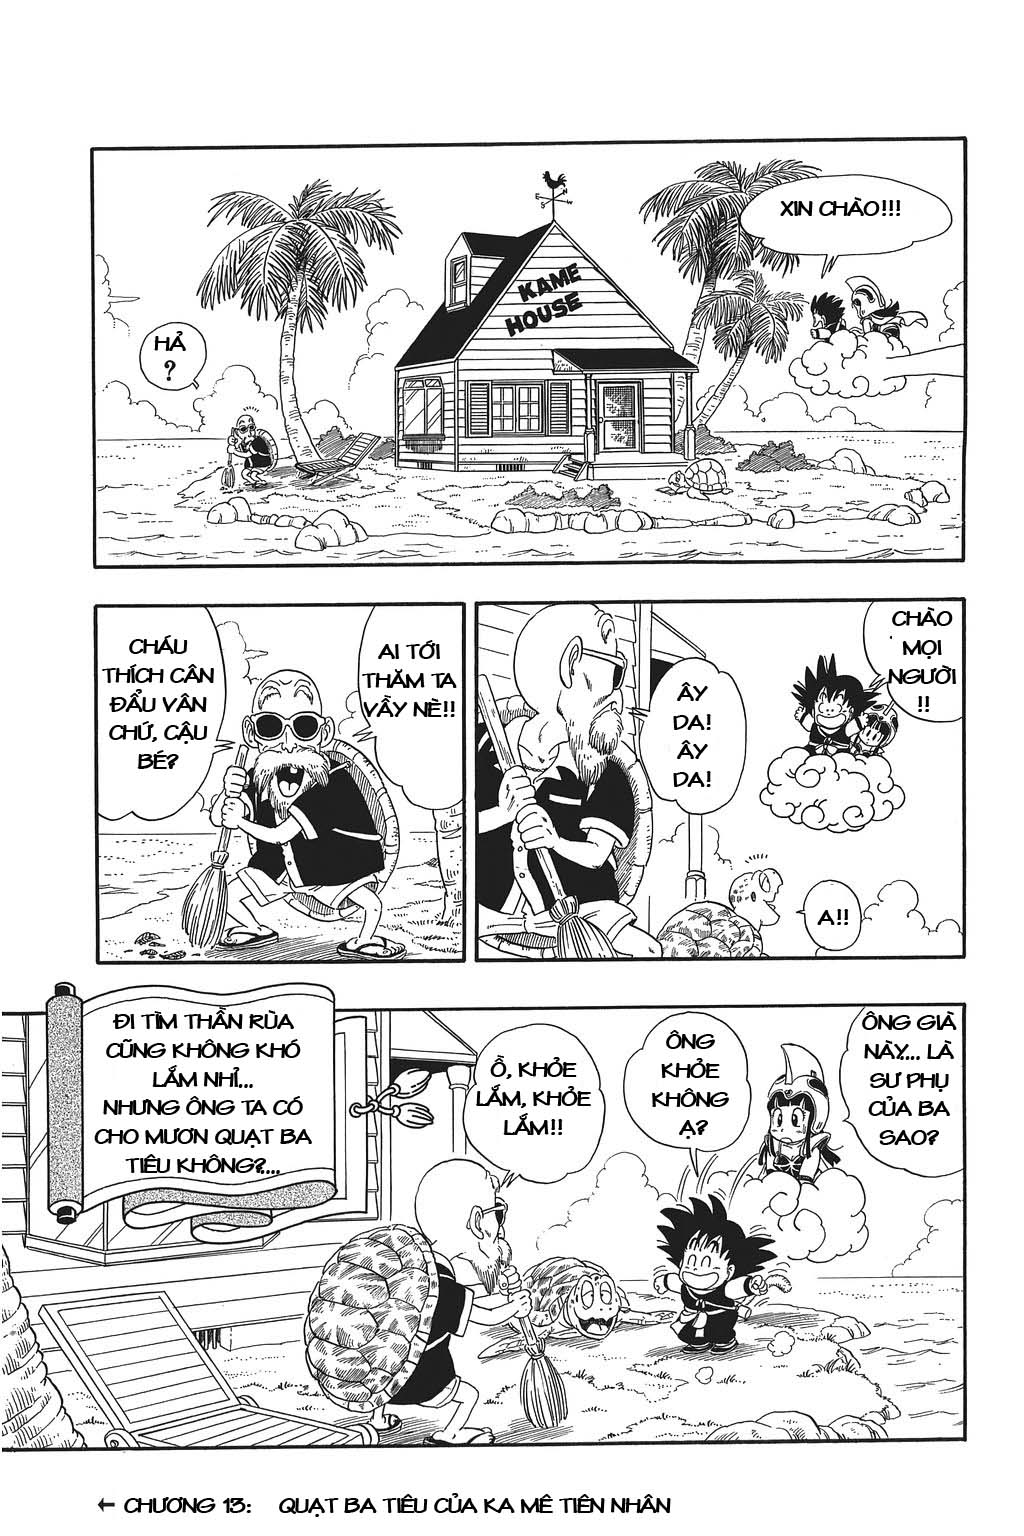 XIN CHÀO!!!
KAME
HOUSE
HẢ
?
CHÀO
MỌI
NGƯỜI
!!
ÂY
DA!
ÂY
DA!
A!!
AI TỚI
THĂM TA
VẦY NÈ!!
CHÁU
THÍCH CÂN
ĐẨU VÂN
CHỨ, CẬU
BÉ?
ĐI TÌM THẦN RÙA
CŨNG KHÔNG KHÓ
LẮM NHỈ...
NHƯNG ÔNG TA CÓ
CHO MƯƠN QUẠT BA
TIÊU KHÔNG?...
ÔNG GIÀ
NÀY... LÀ
SƯ PHỤ
CỦA BA
SAO?
ÔNG
KHỎE
KHÔNG
Ạ?
Ồ, KHỎE
LẮM, KHỎE
LẮM!!
← CHƯƠNG 13: QUẠT BA TIÊU CỦA KA MÊ TIÊN NHÂN